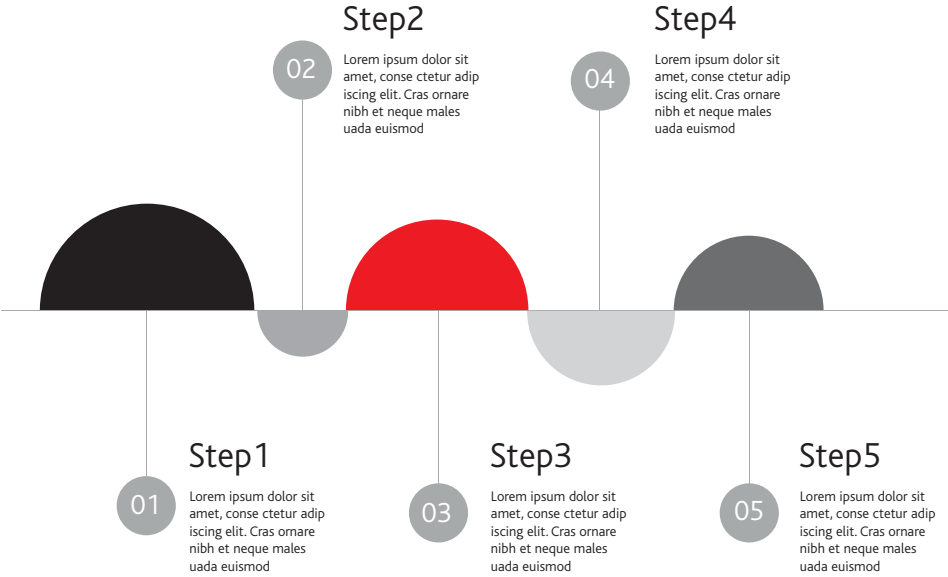 Step2
02
Lorem ipsum dolor sit
amet, conse ctetur adip
iscing elit. Cras ornare
nibh et neque males
uada euismod
Step4
04
Lorem ipsum dolor sit
amet, conse ctetur adip
iscing elit. Cras ornare
nibh et neque males
uada euismod
Step1
01
Lorem ipsum dolor sit
amet, conse ctetur adip
iscing elit. Cras ornare
nibh et neque males
uada euismod
Step3
03
Lorem ipsum dolor sit
amet, conse ctetur adip
iscing elit. Cras ornare
nibh et neque males
uada euismod
Step5
05
Lorem ipsum dolor sit
amet, conse ctetur adip
iscing elit. Cras ornare
nibh et neque males
uada euismod